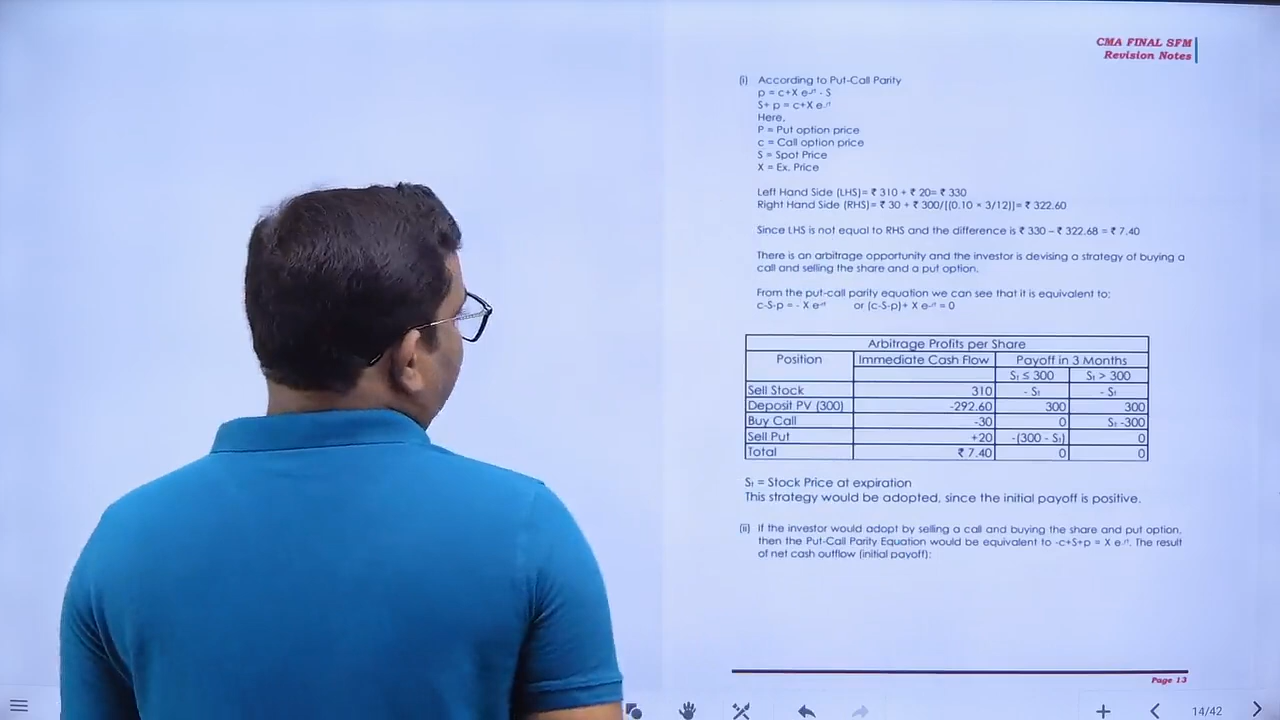 CMA FINAL SFM
Revision Notes
(i) According to Put-Call Parity
p = c+X e-rt - S
S+ p = c+X e-rt
Here,
P = Put option price
c = Call option price
S = Spot Price
X = Ex. Price
Left Hand Side (LHS)= ₹ 310 + ₹ 20= ₹ 330
Right Hand Side (RHS)= ₹ 30 + ₹ 300/[(0.10 × 3/12)]= ₹ 322.60
Since LHS is not equal to RHS and the difference is ₹ 330 – ₹ 322.68 = ₹ 7.40
There is an arbitrage opportunity and the investor is devising a strategy of buying a
call and selling the share and a put option.
From the put-call parity equation we can see that it is equivalent to;
c-S-p = - X e-rt or (c-S-p)+ X e-rt = 0
Arbitrage Profits per Share
Position Immediate Cash Flow Payoff in 3 Months
St ≤ 300 St > 300
Sell Stock 310 - St - St
Deposit PV (300) -292.60 300 300
Buy Call -30 0 St -300
Sell Put +20 -(300 - St) 0
Total ₹ 7.40 0 0
St = Stock Price at expiration
This strategy would be adopted, since the initial payoff is positive.
(ii) If the investor would adopt by selling a call and buying the share and put option,
then the Put-Call Parity Equation would be equivalent to -c+S+p = X e-rt. The result
of net cash outflow (initial payoff):
Page 13
14/42